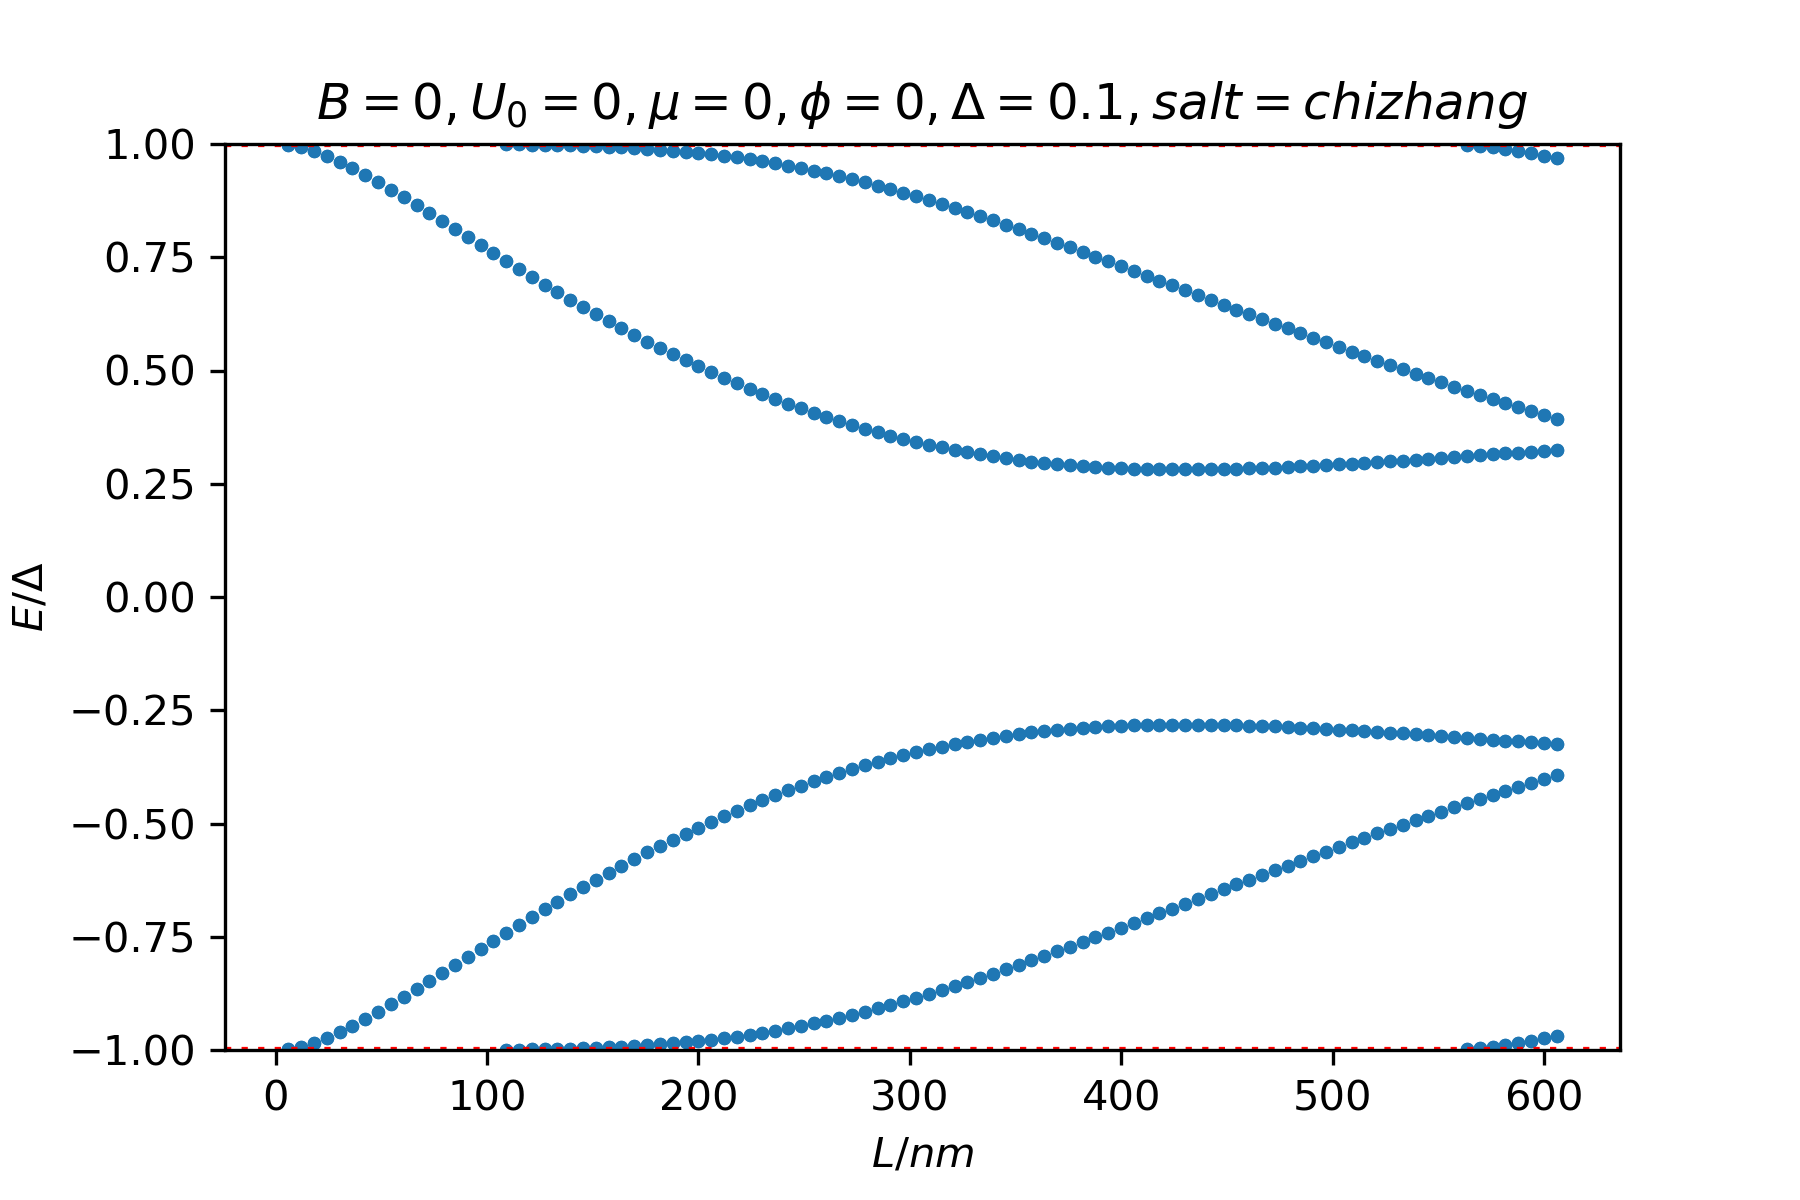 B = 0, U₀ = 0, μ = 0, ϕ = 0, Δ = 0.1, salt = chizhang
1.00
0.75
0.50
0.25
0.00
−0.25
−0.50
−0.75
−1.00
E/Δ
0 100 200 300 400 500 600
L/nm